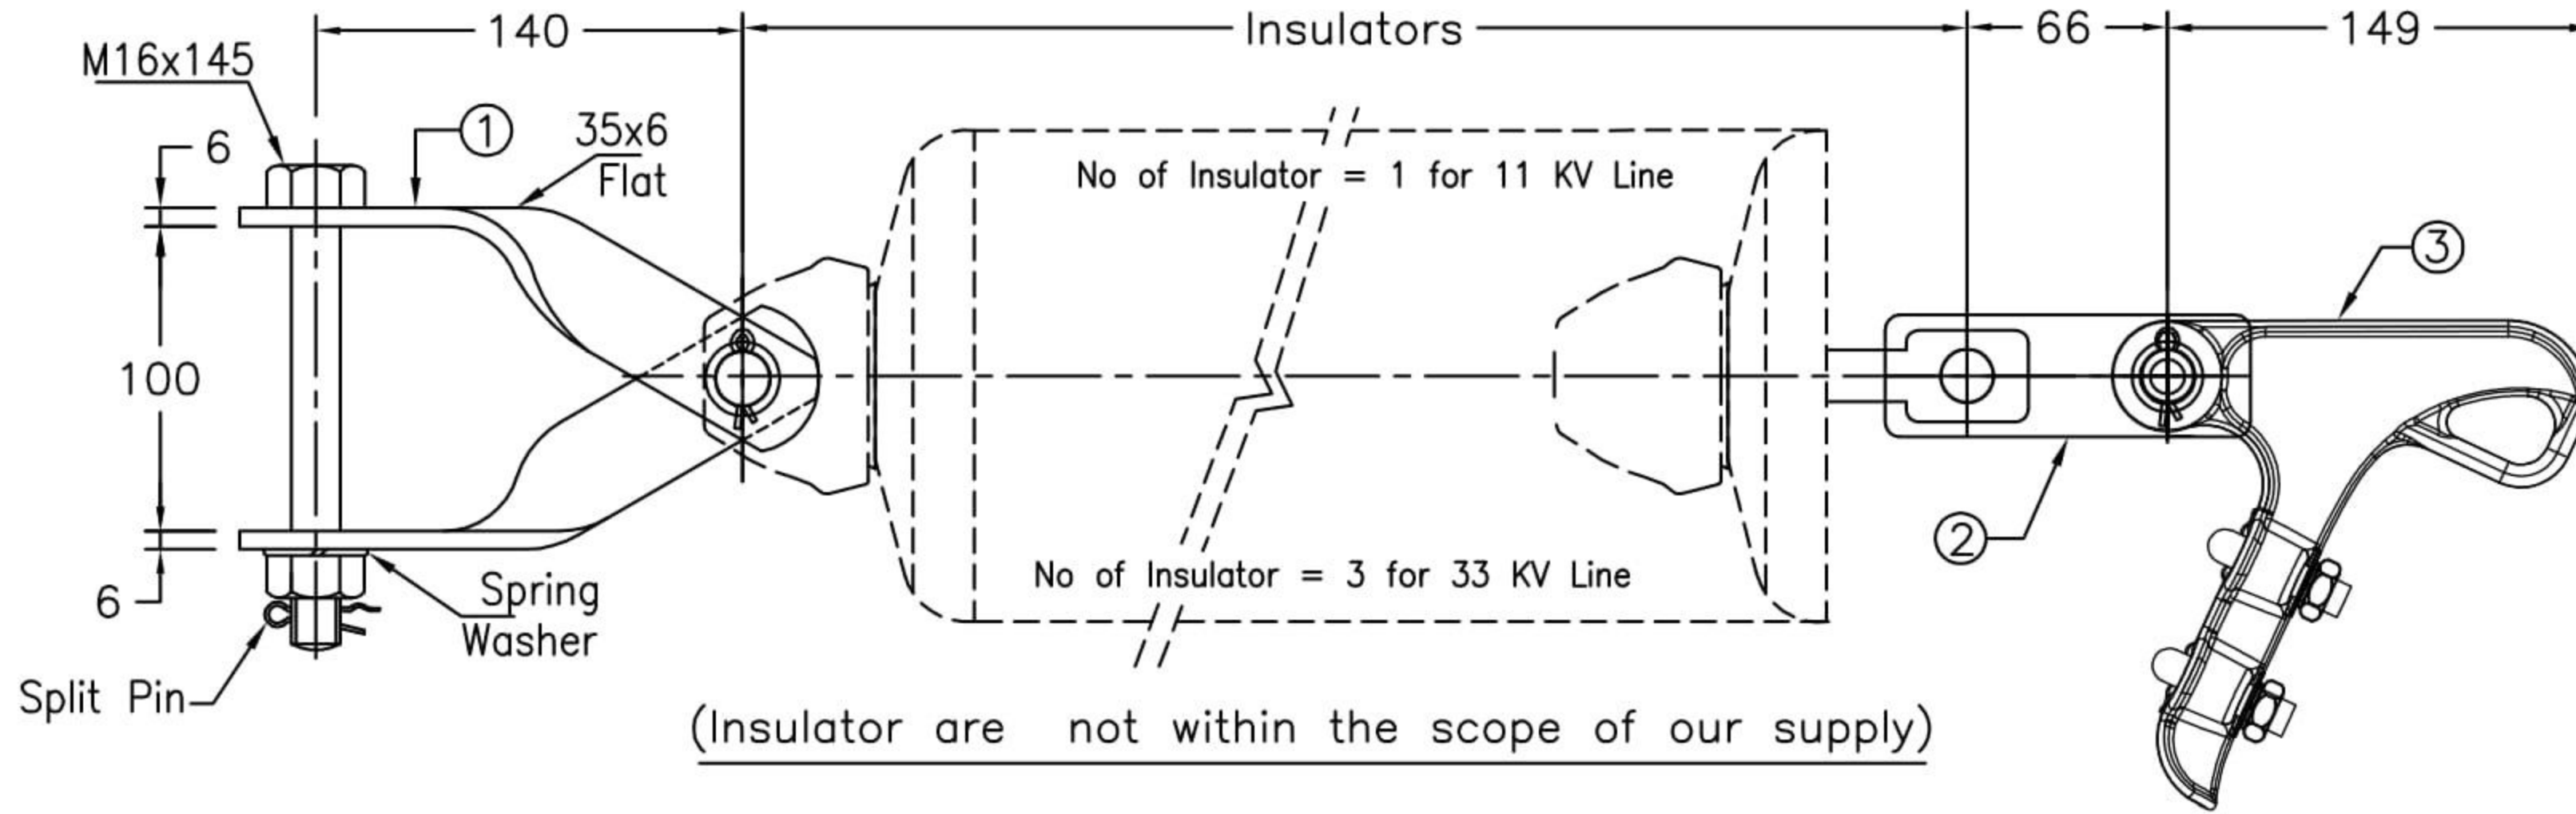 140
Insulators
66
149
M16x145
1
35x6
Flat
6
No of Insulator = 1 for 11 KV Line
3
100
2
No of Insulator = 3 for 33 KV Line
6
Spring
Washer
Split Pin
(Insulator are not within the scope of our supply)